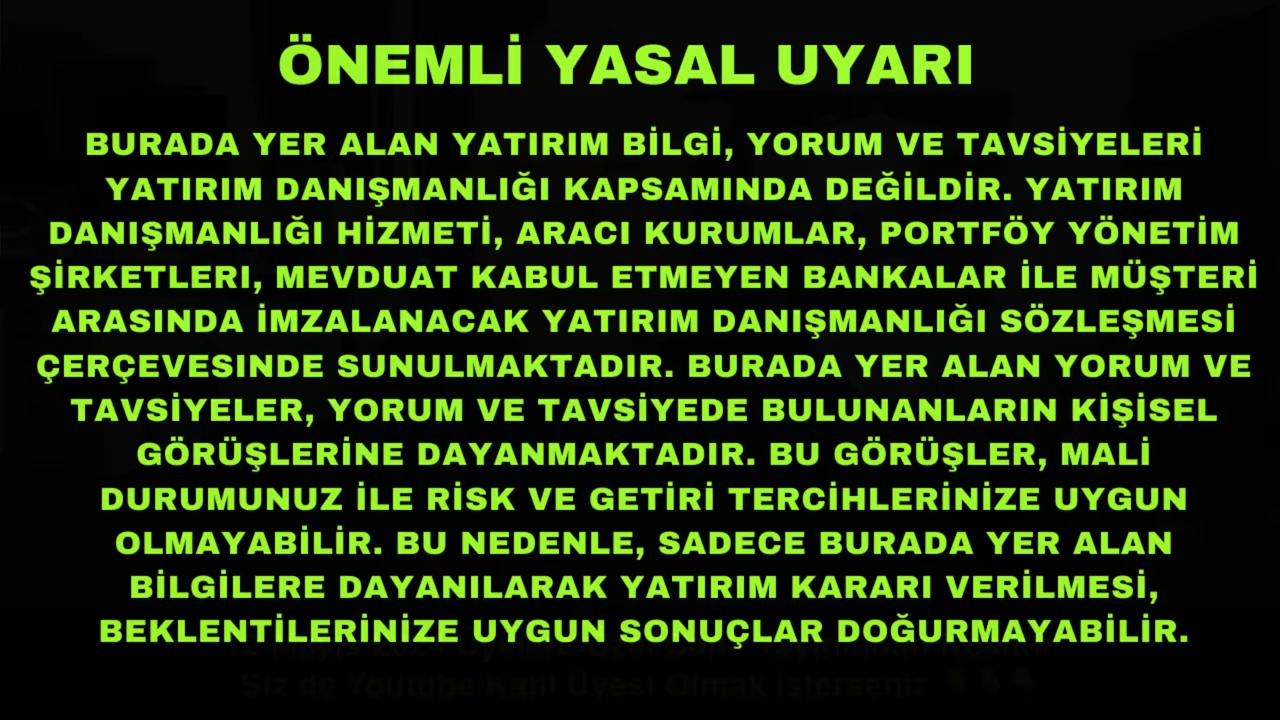 ÖNEMLİ YASAL UYARI
BURADA YER ALAN YATIRIM BİLGİ, YORUM VE TAVSİYELERİ
YATIRIM DANIŞMANLIĞI KAPSAMINDA DEĞİLDİR. YATIRIM
DANIŞMANLIĞI HİZMETİ, ARACI KURUMLAR, PORTFÖY YÖNETİM
ŞİRKETLERI, MEVDUAT KABUL ETMEYEN BANKALAR İLE MÜŞTERİ
ARASINDA İMZALANACAK YATIRIM DANIŞMANLIĞI SÖZLEŞMESİ
ÇERÇEVESINDE SUNULMAKTADIR. BURADA YER ALAN YORUM VE
TAVSİYELER, YORUM VE TAVSİYEDE BULUNANLARIN KİŞİSEL
GÖRÜŞLERİNE DAYANMAKTADIR. BU GÖRÜŞLER, MALİ
DURUMUNUZ İLE RİSK VE GETİRİ TERCİHLERİNİZE UYGUN
OLMAYABİLİR. BU NEDENLE, SADECE BURADA YER ALAN
BİLGİLERE DAYANILARAK YATIRIM KARARI VERİLMESİ,
BEKLENTİLERİNİZE UYGUN SONUÇLAR DOĞURMAYABİLİR.
Siz de Youtube Katıl Üyesi Olmak İsterseniz